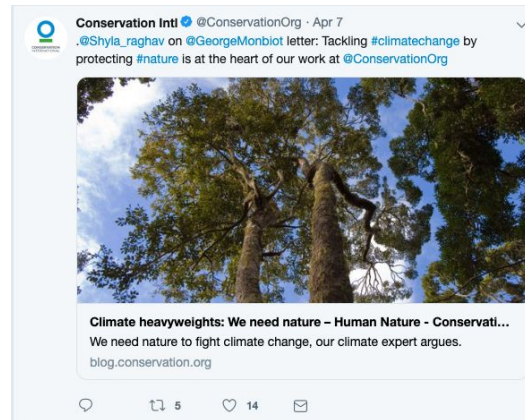 Conservation Intl @ConservationOrg · Apr 7
.@Shyla_raghav on @GeorgeMonbiot letter: Tackling #climatechange by
protecting #nature is at the heart of our work at @ConservationOrg
Climate heavyweights: We need nature – Human Nature - Conservati...
We need nature to fight climate change, our climate expert argues.
blog.conservation.org
5 14